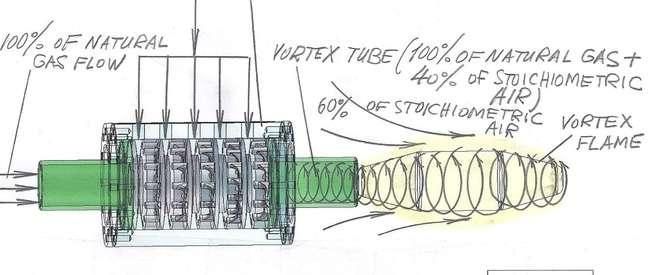 100% OF NATURAL
GAS FLOW
VORTEX TUBE (100% OF NATURAL GAS +
40% OF STOICHIOMETRIC
AIR)
60% OF STOICHIOMETRIC
AIR
VORTEX
FLAME